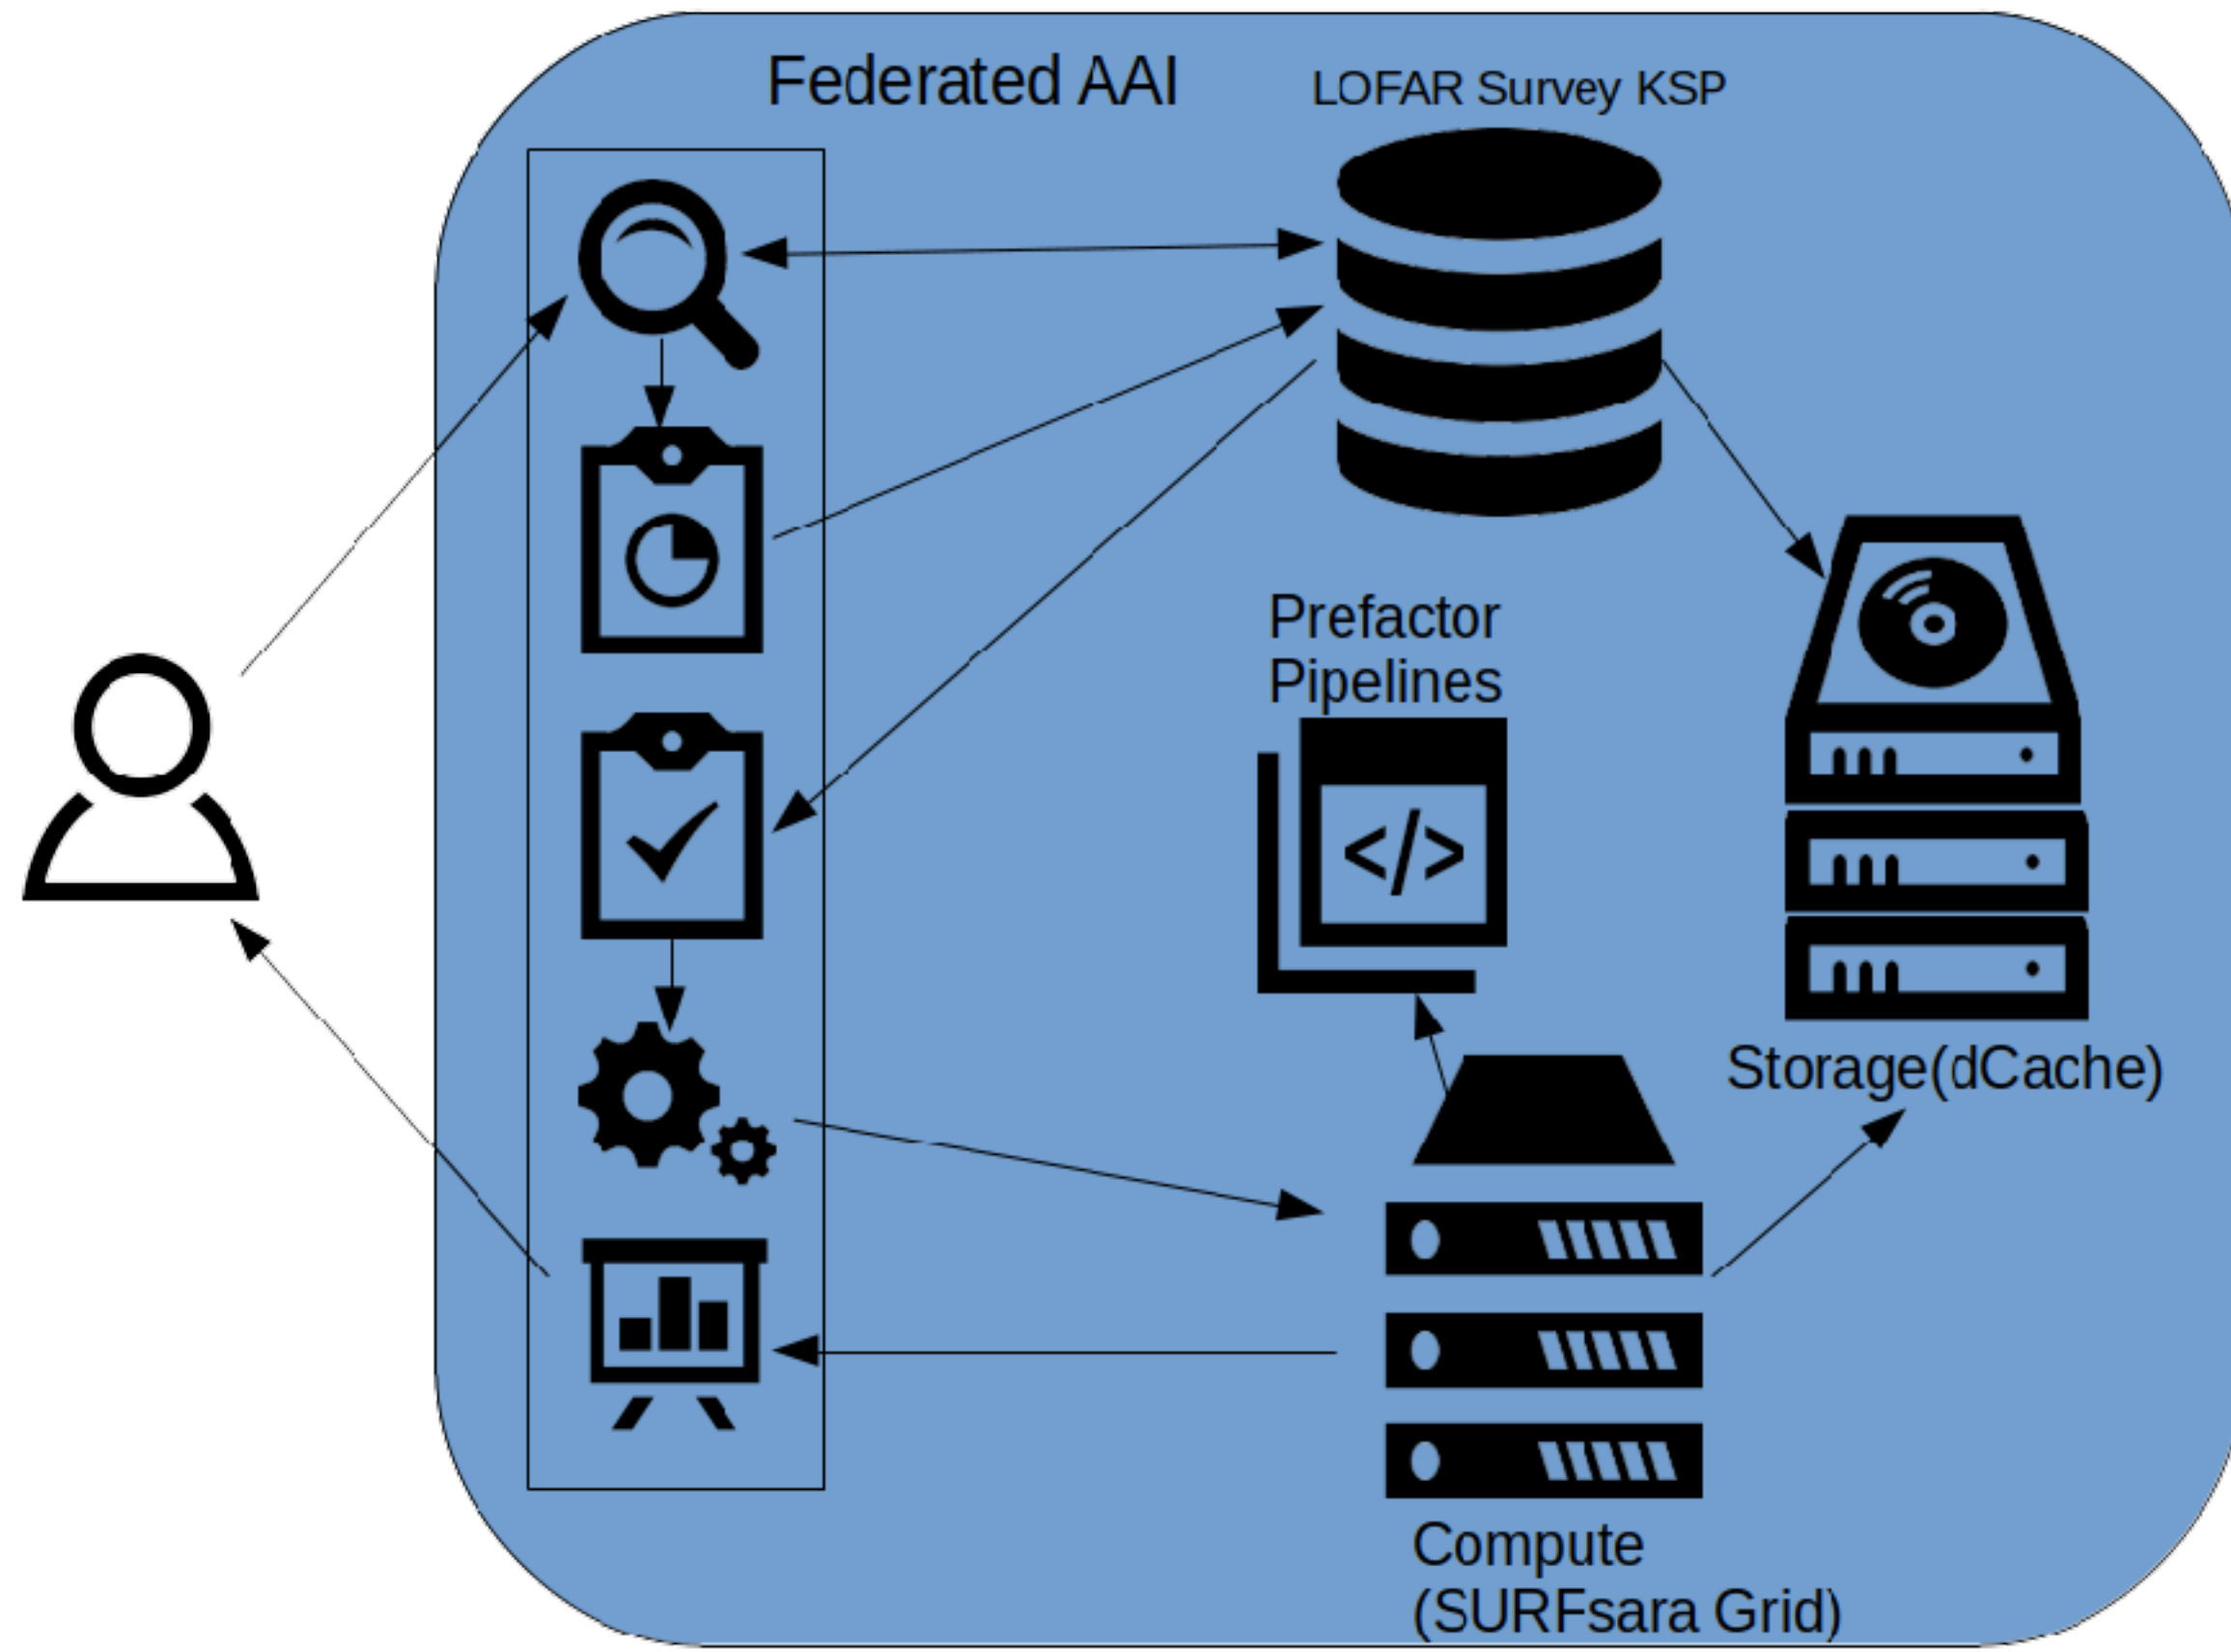 Federated AAI
LOFAR Survey KSP
Prefactor
Pipelines
</>
Storage(dCache)
Compute
(SURFsara Grid)